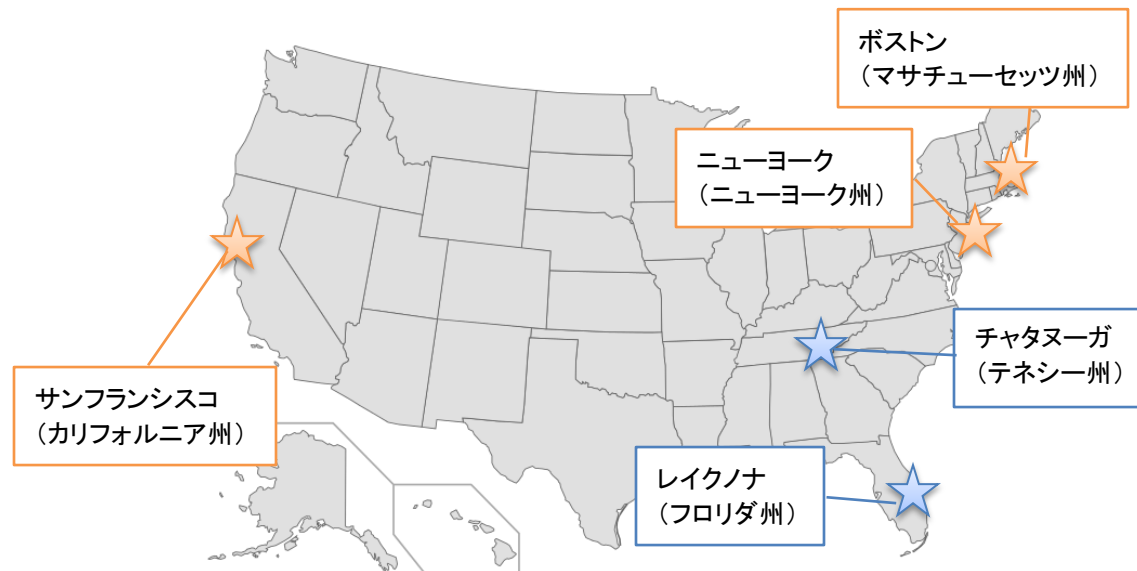 ボストン
（マサチューセッツ州）
ニューヨーク
（ニューヨーク州）
チャタヌーガ
（テネシー州）
サンフランシスコ
（カリフォルニア州）
レイクノナ
（フロリダ州）